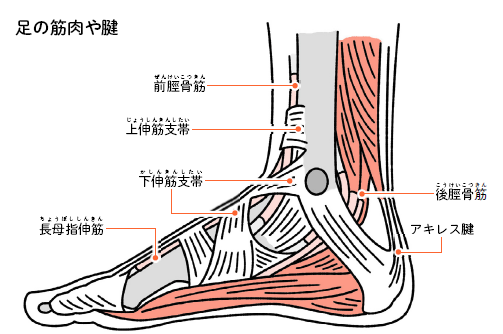 足の筋肉や腱
ぜんけいこつきん
前脛骨筋
じょうしんきんしたい
上伸筋支帯
かしんきんしたい
下伸筋支帯
こうけいこつきん
後脛骨筋
ちょうぼししんきん
長母指伸筋
アキレス腱